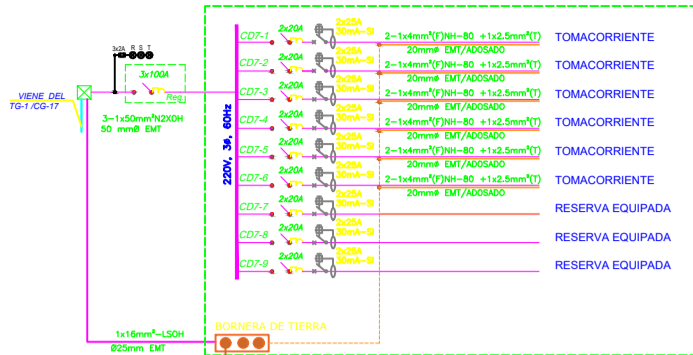 3x2A
R S T
3x100A
Reg.
VIENE DEL
TG-1 /CG-17
3-1x50mm²N2XOH
50 mmØ EMT
220V, 3ø, 60Hz
CD7-1 2x20A 2x25A 30mA-SI 2-1x4mm²(F)NH-80 +1x2.5mm²(T) 20mmø EMT/ADOSADO TOMACORRIENTE
CD7-2 2x20A 2x25A 30mA-SI 2-1x4mm²(F)NH-80 +1x2.5mm²(T) 20mmø EMT/ADOSADO TOMACORRIENTE
CD7-3 2x20A 2x25A 30mA-SI 2-1x4mm²(F)NH-80 +1x2.5mm²(T) 20mmø EMT/ADOSADO TOMACORRIENTE
CD7-4 2x20A 2x25A 30mA-SI 2-1x4mm²(F)NH-80 +1x2.5mm²(T) 20mmø EMT/ADOSADO TOMACORRIENTE
CD7-5 2x20A 2x25A 30mA-SI 2-1x4mm²(F)NH-80 +1x2.5mm²(T) 20mmø EMT/ADOSADO TOMACORRIENTE
CD7-6 2x20A 2x25A 30mA-SI 2-1x4mm²(F)NH-80 +1x2.5mm²(T) 20mmø EMT/ADOSADO TOMACORRIENTE
CD7-7 2x20A 2x25A 30mA-SI RESERVA EQUIPADA
CD7-8 2x20A 2x25A 30mA-SI RESERVA EQUIPADA
CD7-9 2x20A 2x25A 30mA-SI RESERVA EQUIPADA
BORNERA DE TIERRA
1x16mm²-LSOH
Ø25mm EMT